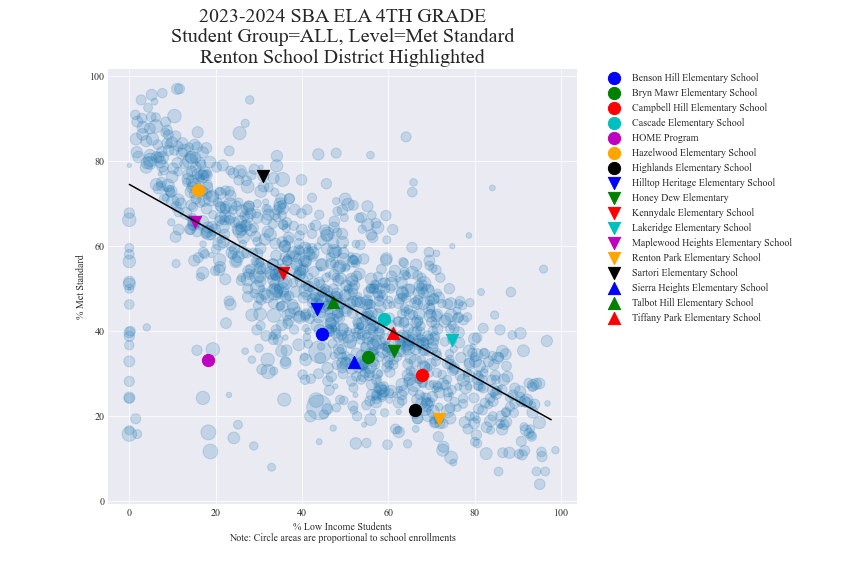 2023-2024 SBA ELA 4TH GRADE
Student Group=ALL, Level=Met Standard
Renton School District Highlighted
% Met Standard
100
80
60
40
20
0
0 20 40 60 80 100
% Low Income Students
Note: Circle areas are proportional to school enrollments
Benson Hill Elementary School
Bryn Mawr Elementary School
Campbell Hill Elementary School
Cascade Elementary School
HOME Program
Hazelwood Elementary School
Highlands Elementary School
Hilltop Heritage Elementary School
Honey Dew Elementary
Kennydale Elementary School
Lakeridge Elementary School
Maplewood Heights Elementary School
Renton Park Elementary School
Sartori Elementary School
Sierra Heights Elementary School
Talbot Hill Elementary School
Tiffany Park Elementary School